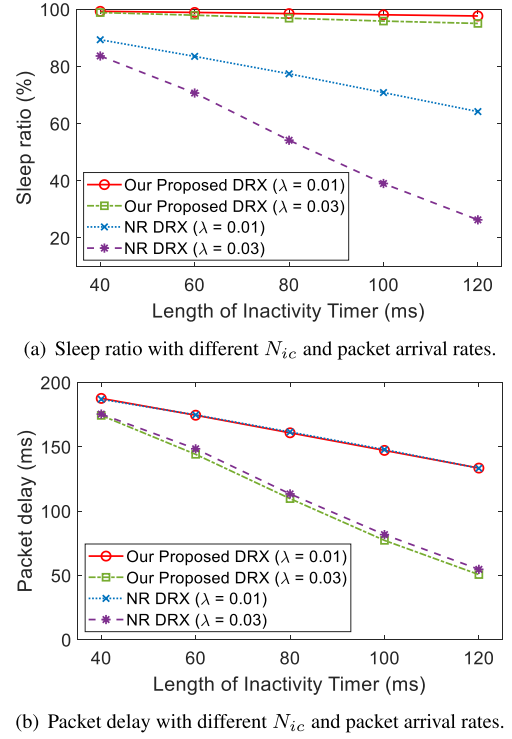 100
80
60
40
20
Sleep ratio (%)
Our Proposed DRX (λ = 0.01)
Our Proposed DRX (λ = 0.03)
NR DRX (λ = 0.01)
NR DRX (λ = 0.03)
40 60 80 100 120
Length of Inactivity Timer (ms)
(a) Sleep ratio with different N_{ic} and packet arrival rates.
200
150
100
50
0
Packet delay (ms)
Our Proposed DRX (λ = 0.01)
Our Proposed DRX (λ = 0.03)
NR DRX (λ = 0.01)
NR DRX (λ = 0.03)
40 60 80 100 120
Length of Inactivity Timer (ms)
(b) Packet delay with different N_{ic} and packet arrival rates.